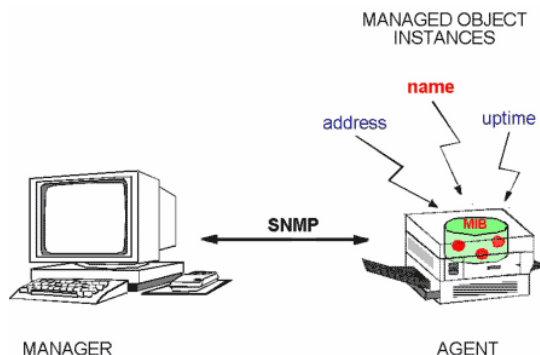 MANAGED OBJECT
INSTANCES
name
address
uptime
MIB
SNMP
MANAGER
AGENT